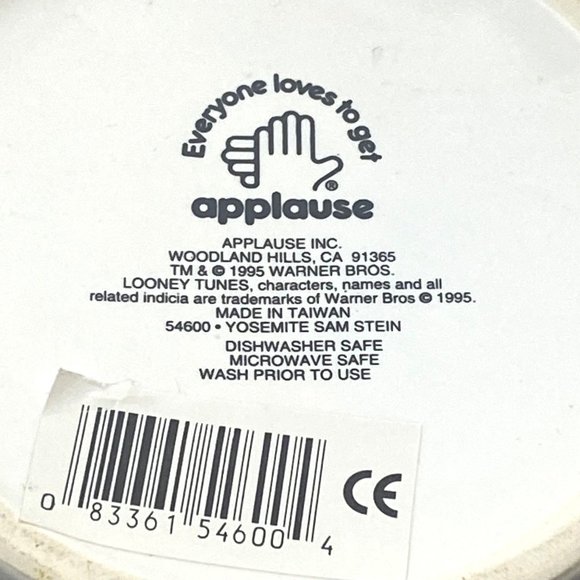 Everyone loves to get
®
applause
APPLAUSE INC.
WOODLAND HILLS, CA 91365
TM & © 1995 WARNER BROS.
LOONEY TUNES, characters, names and all
related indicia are trademarks of Warner Bros © 1995.
MADE IN TAIWAN
54600 • YOSEMITE SAM STEIN
DISHWASHER SAFE
MICROWAVE SAFE
WASH PRIOR TO USE
CE
0 83361 54600 4